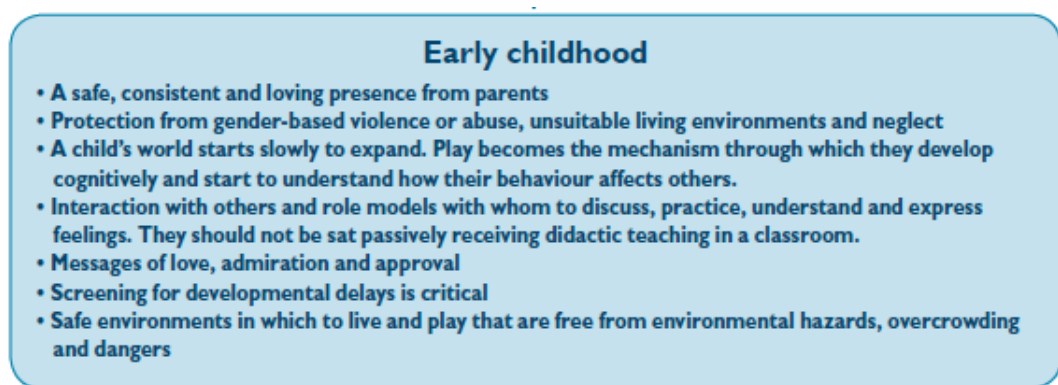 Early childhood
• A safe, consistent and loving presence from parents
• Protection from gender-based violence or abuse, unsuitable living environments and neglect
• A child's world starts slowly to expand. Play becomes the mechanism through which they develop
cognitively and start to understand how their behaviour affects others.
• Interaction with others and role models with whom to discuss, practice, understand and express
feelings. They should not be sat passively receiving didactic teaching in a classroom.
• Messages of love, admiration and approval
• Screening for developmental delays is critical
• Safe environments in which to live and play that are free from environmental hazards, overcrowding
and dangers